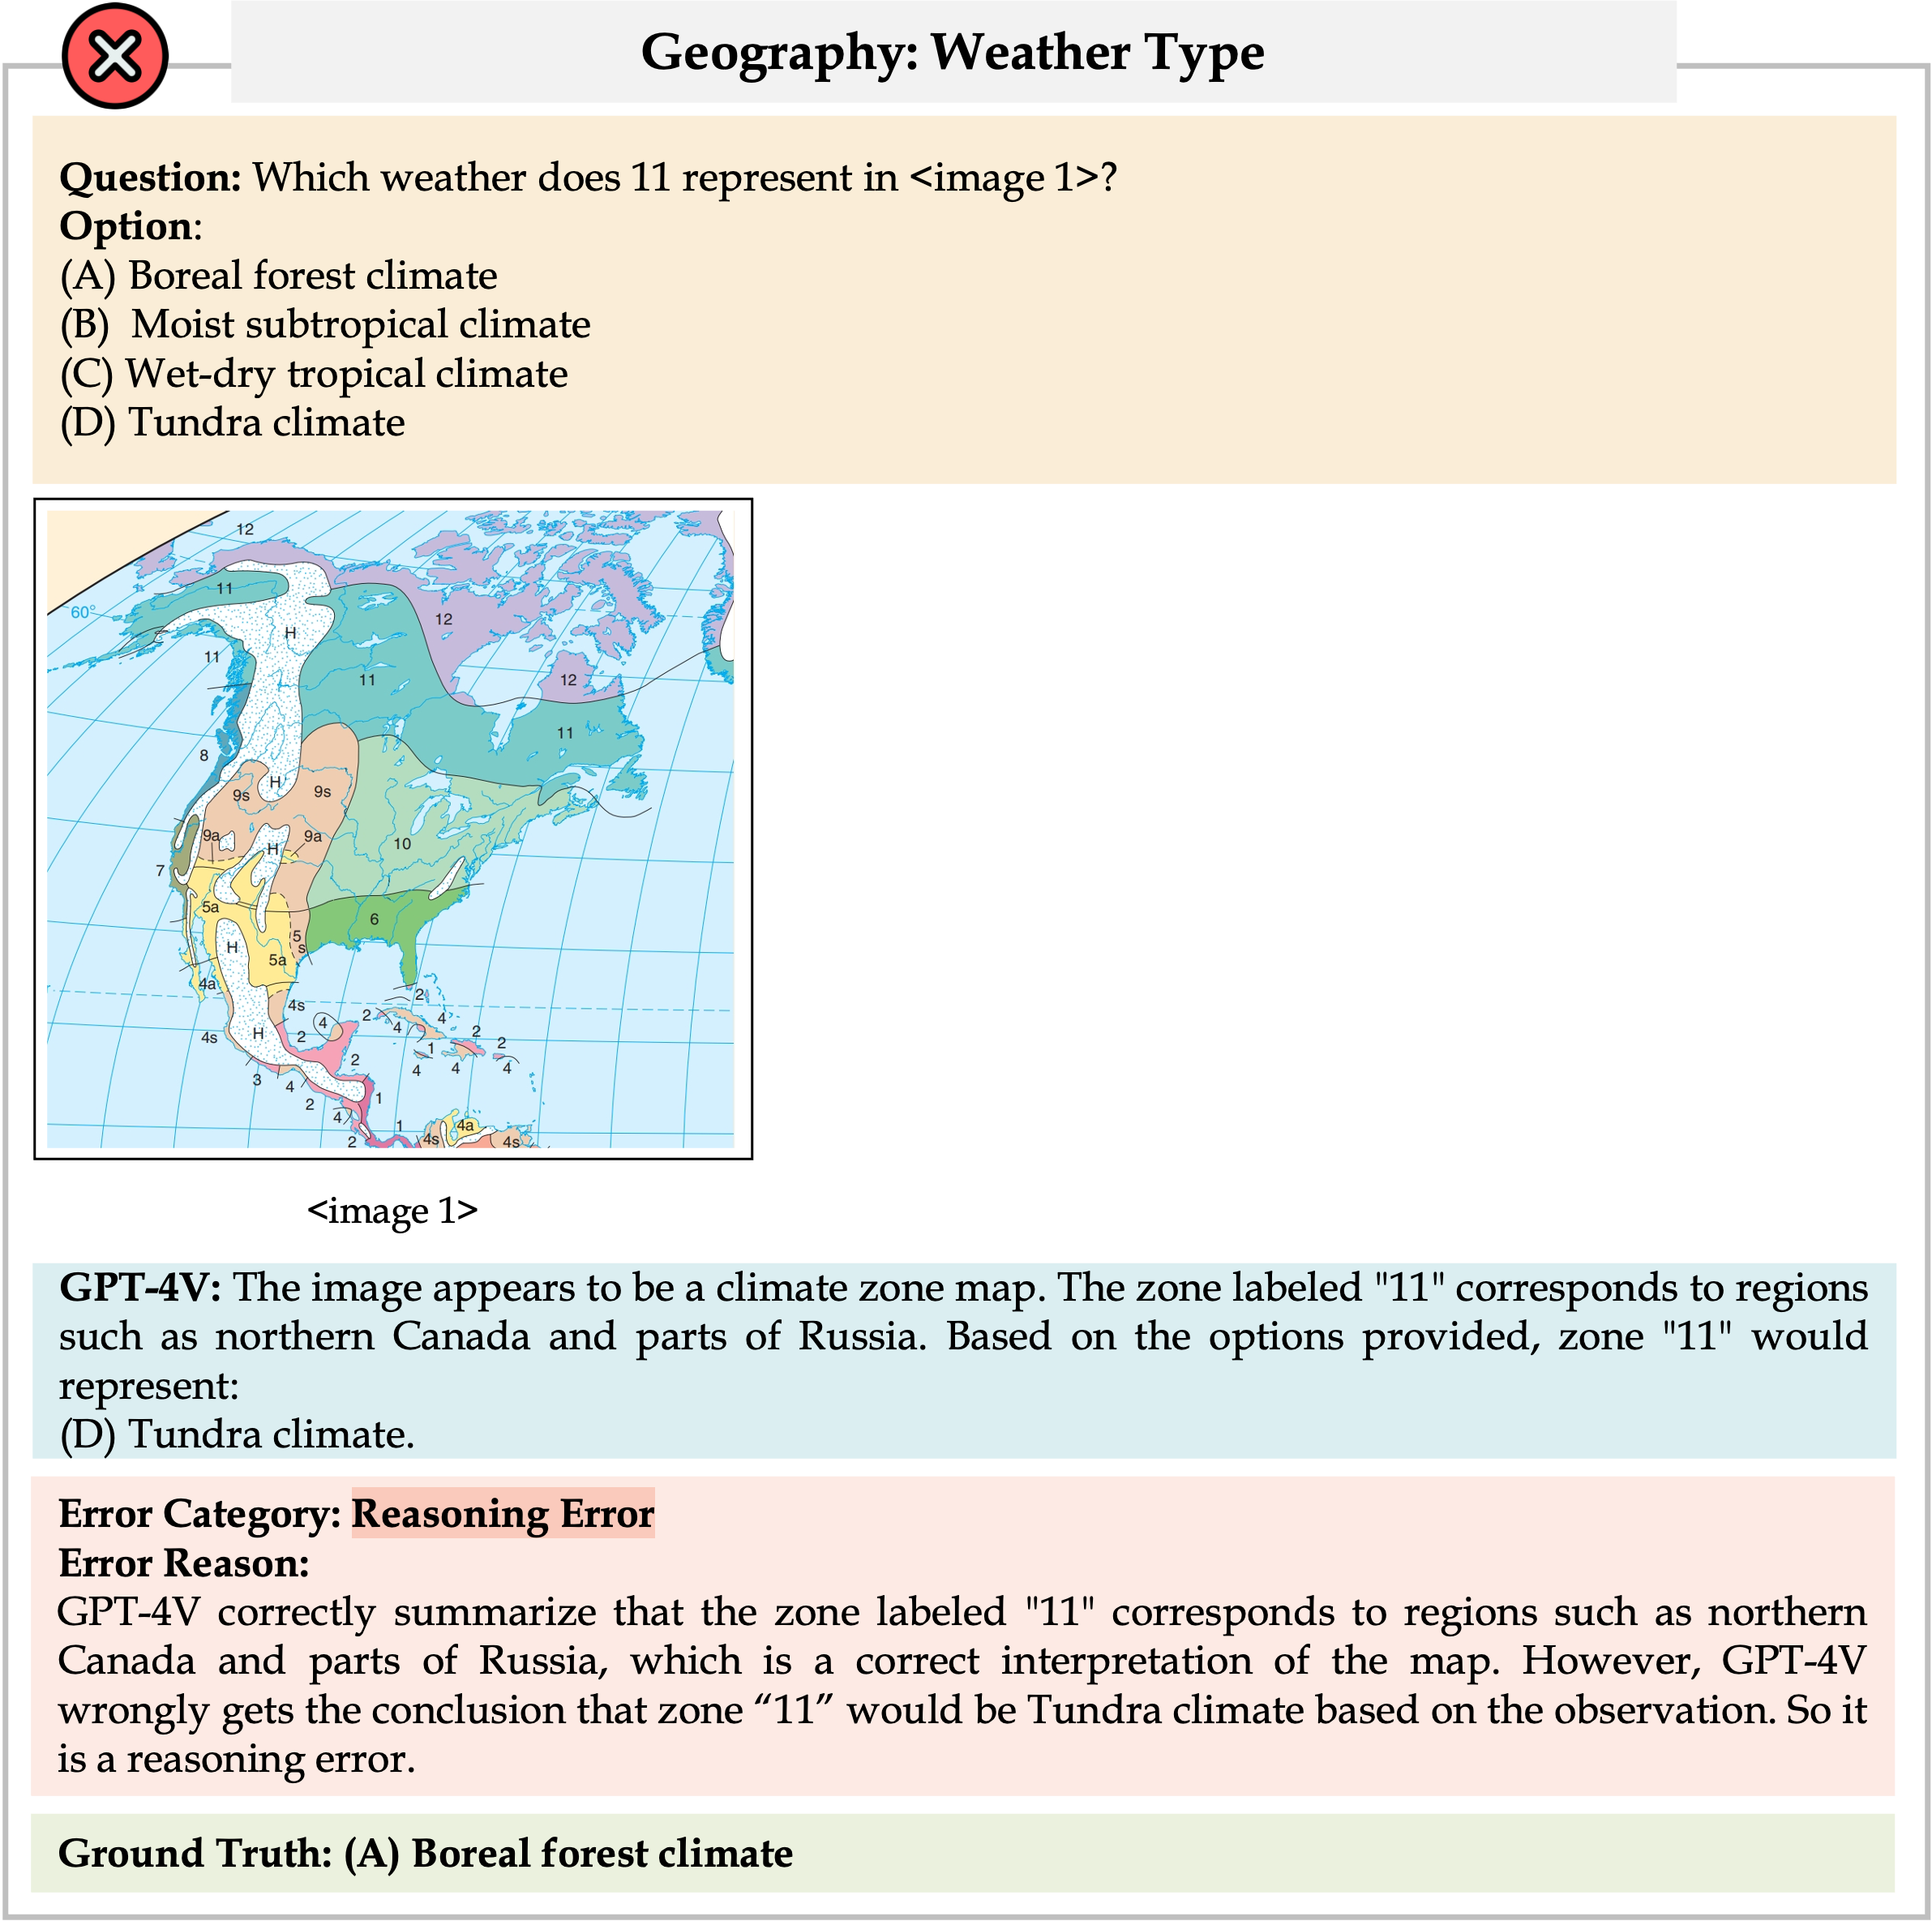 Geography: Weather Type
Question: Which weather does 11 represent in <image 1>?
Option:
(A) Boreal forest climate
(B) Moist subtropical climate
(C) Wet-dry tropical climate
(D) Tundra climate
12
11
60°
12
H
11
11
12
11
8
H
9s
9s
9a
9a
H
10
7
5a
6
5s
H
5a
4a
2
4s
4
2
4
4
2
H
2
4s
1
2
2
4
4
4
3
4
2
1
4
1
4a
2
4s
4s
<image 1>
GPT-4V: The image appears to be a climate zone map. The zone labeled "11" corresponds to regions
such as northern Canada and parts of Russia. Based on the options provided, zone "11" would
represent:
(D) Tundra climate.
Error Category: Reasoning Error
Error Reason:
GPT-4V correctly summarize that the zone labeled "11" corresponds to regions such as northern
Canada and parts of Russia, which is a correct interpretation of the map. However, GPT-4V
wrongly gets the conclusion that zone “11” would be Tundra climate based on the observation. So it
is a reasoning error.
Ground Truth: (A) Boreal forest climate